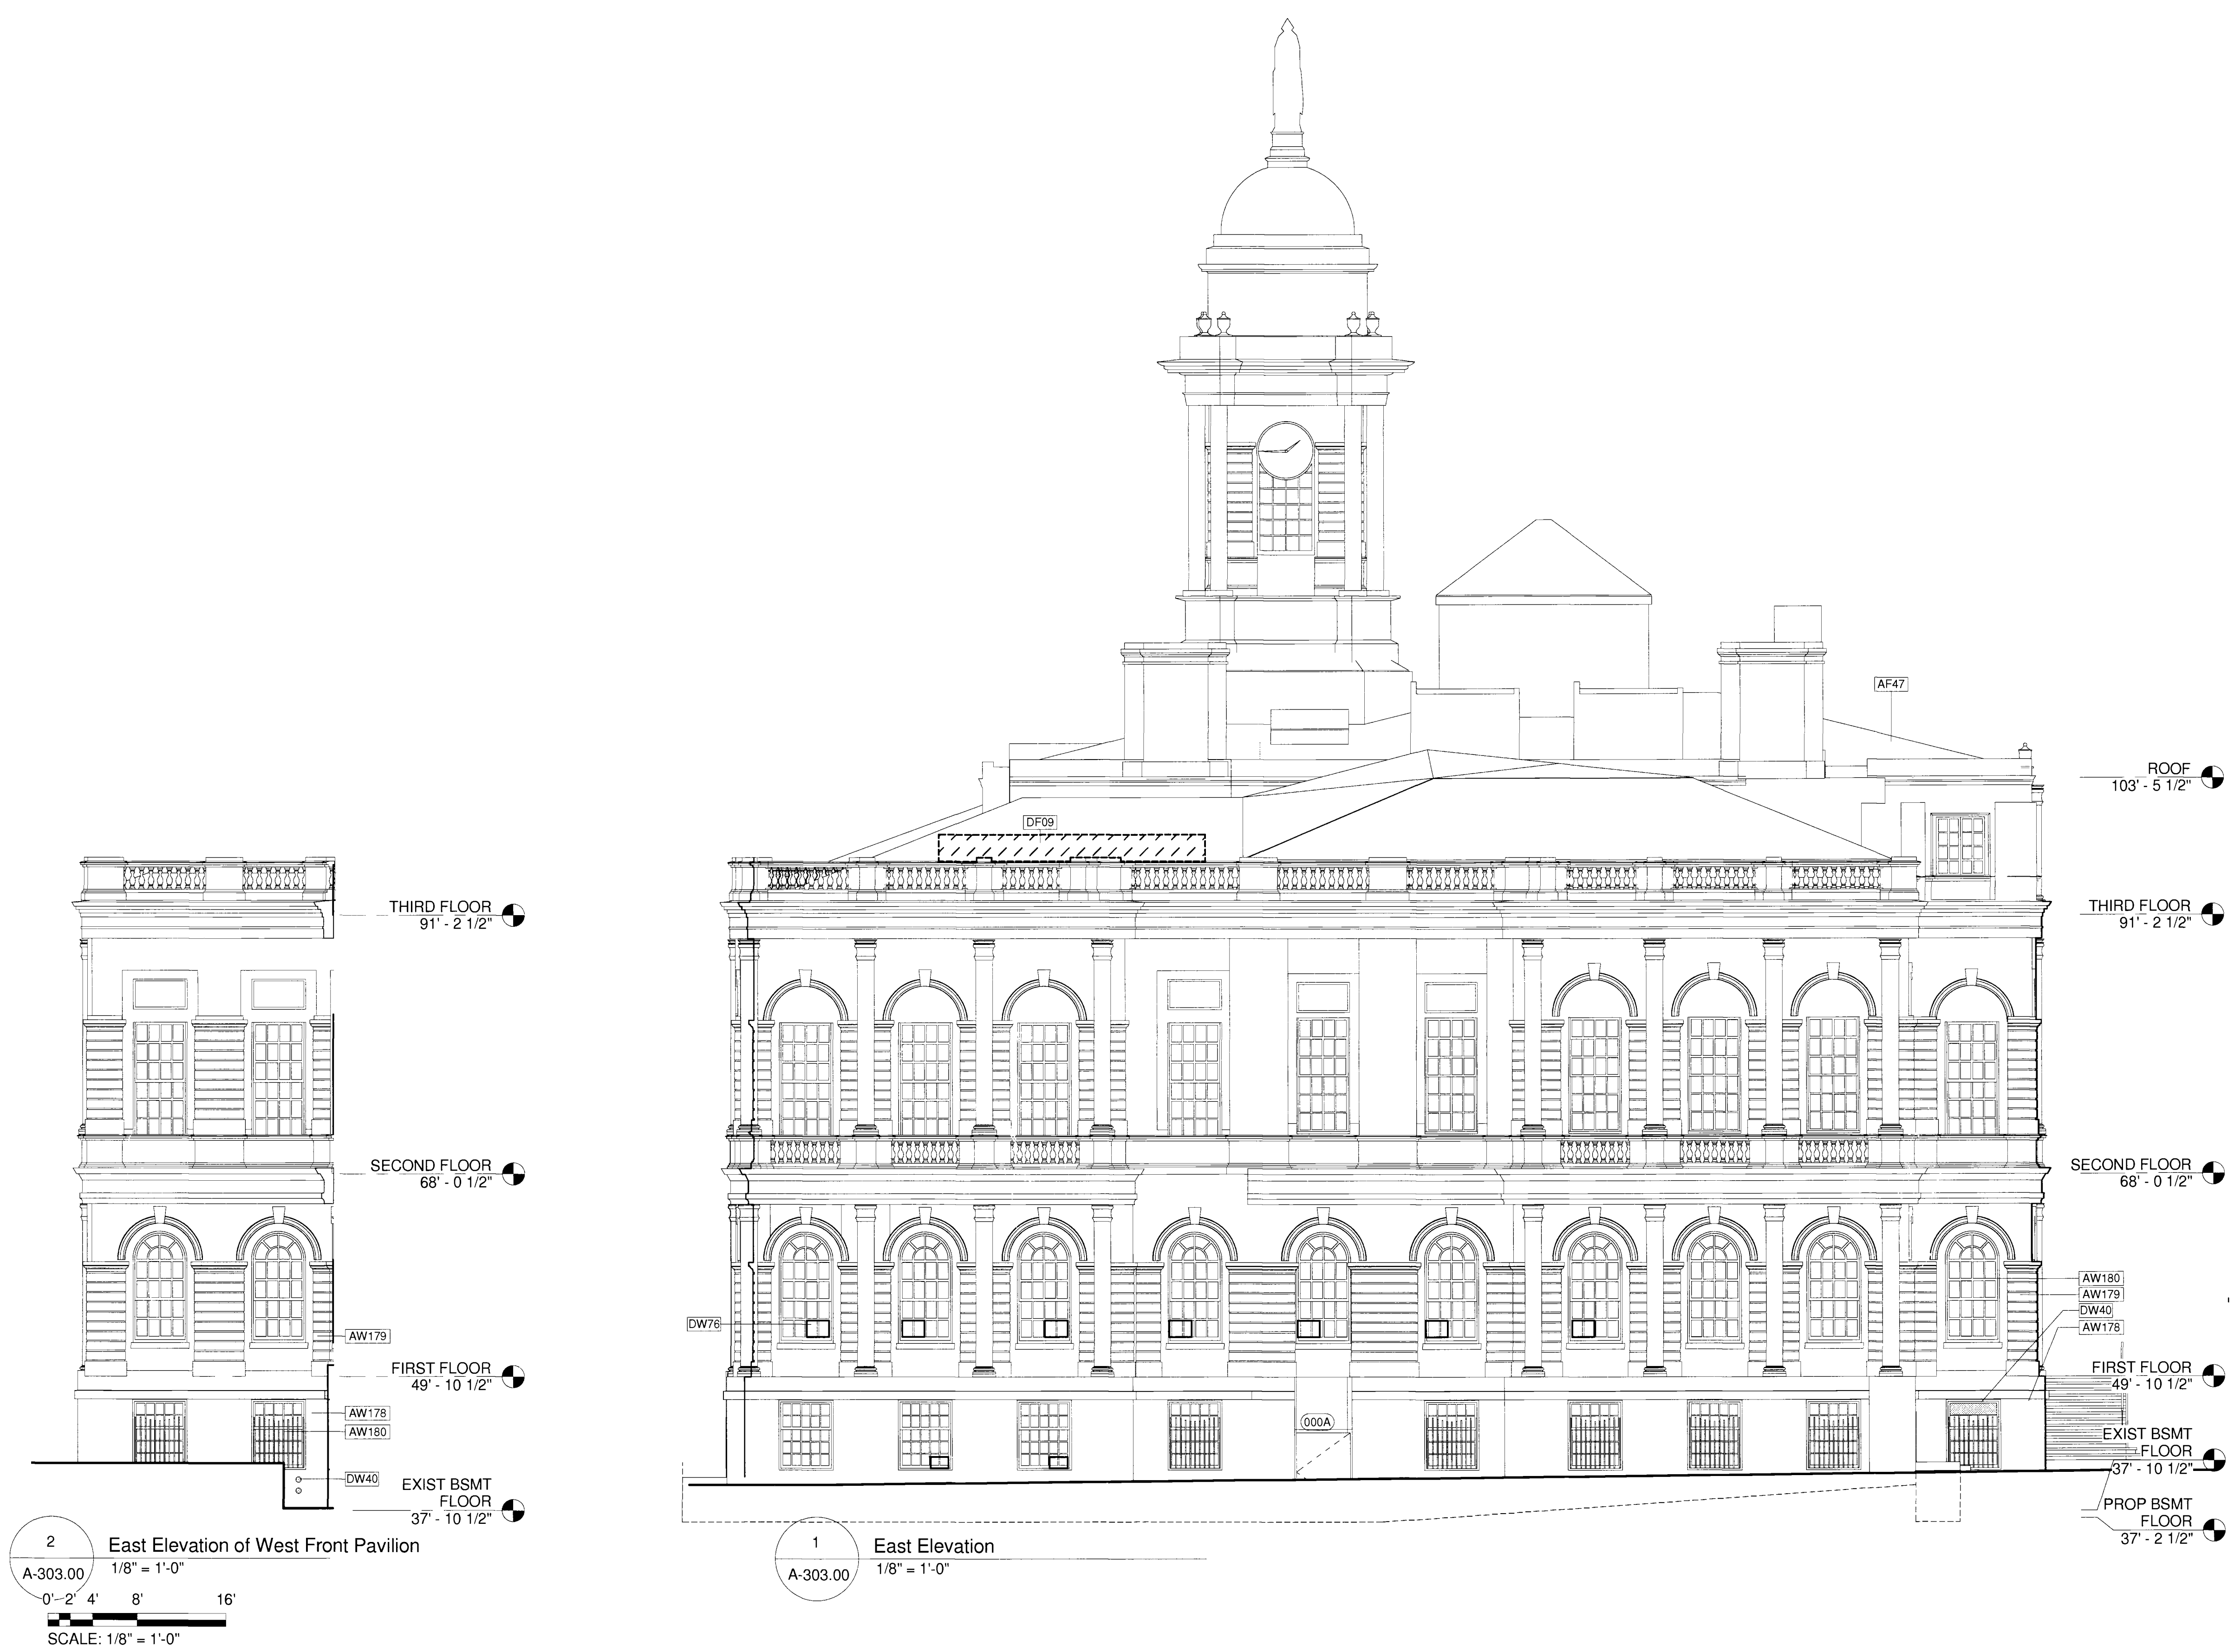 AF47
ROOF
103' - 5 1/2"
DF09
THIRD FLOOR
91' - 2 1/2"
THIRD FLOOR
91' - 2 1/2"
SECOND FLOOR
68' - 0 1/2"
SECOND FLOOR
68' - 0 1/2"
AW180
AW179
DW40
AW178
DW76
AW179
FIRST FLOOR
49' - 10 1/2"
FIRST FLOOR
49' - 10 1/2"
AW178
AW180
000A
DW40
EXIST BSMT
FLOOR
37' - 10 1/2"
EXIST BSMT
FLOOR
37' - 10 1/2"
PROP BSMT
FLOOR
37' - 2 1/2"
2
A-303.00
East Elevation of West Front Pavilion
1/8" = 1'-0"
1
A-303.00
East Elevation
1/8" = 1'-0"
0' 2' 4' 8' 16'
SCALE: 1/8" = 1'-0"